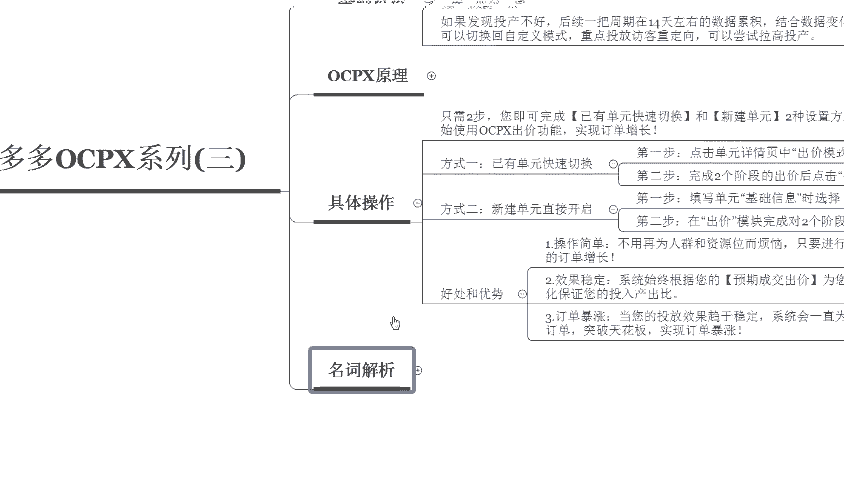 如果发现投产不好，后续一把周期在14天左右的数据累积，结合数据变
可以切换回自定义模式，重点投放访客重定向，可以尝试拉高投产。
OCPX原理
只需2步，您即可完成【已有单元快速切换】和【新建单元】2种设置方
始使用OCPX出价功能，实现订单增长！
多多OCPX系列(三)
第一步：点击单元详情页中“出价模式
方式一：已有单元快速切换
第二步：完成2个阶段的出价后点击“
具体操作
第一步：填写单元“基础信息”时选择
方式二：新建单元直接开启
第二步：在“出价”模块完成对2个阶段
1.操作简单：不用再为人群和资源位而烦恼，只要进行
的订单增长！
2.效果稳定：系统始终根据您的【预期成交出价】为您
化保证您的投入产出比。
好处和优势
3.订单暴涨：当您的投放效果趋于稳定，系统会一直为
订单，突破天花板，实现订单暴涨！
名词解析